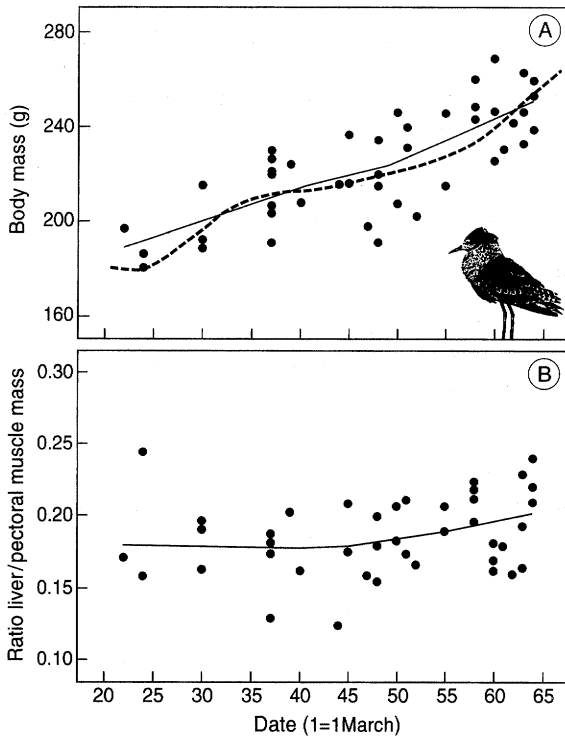 280
240
200
160
Body mass (g)
A
0.30
0.25
0.20
0.15
0.10
Ratio liver/pectoral muscle mass
B
20 25 30 35 40 45 50 55 60 65
Date (1=1March)